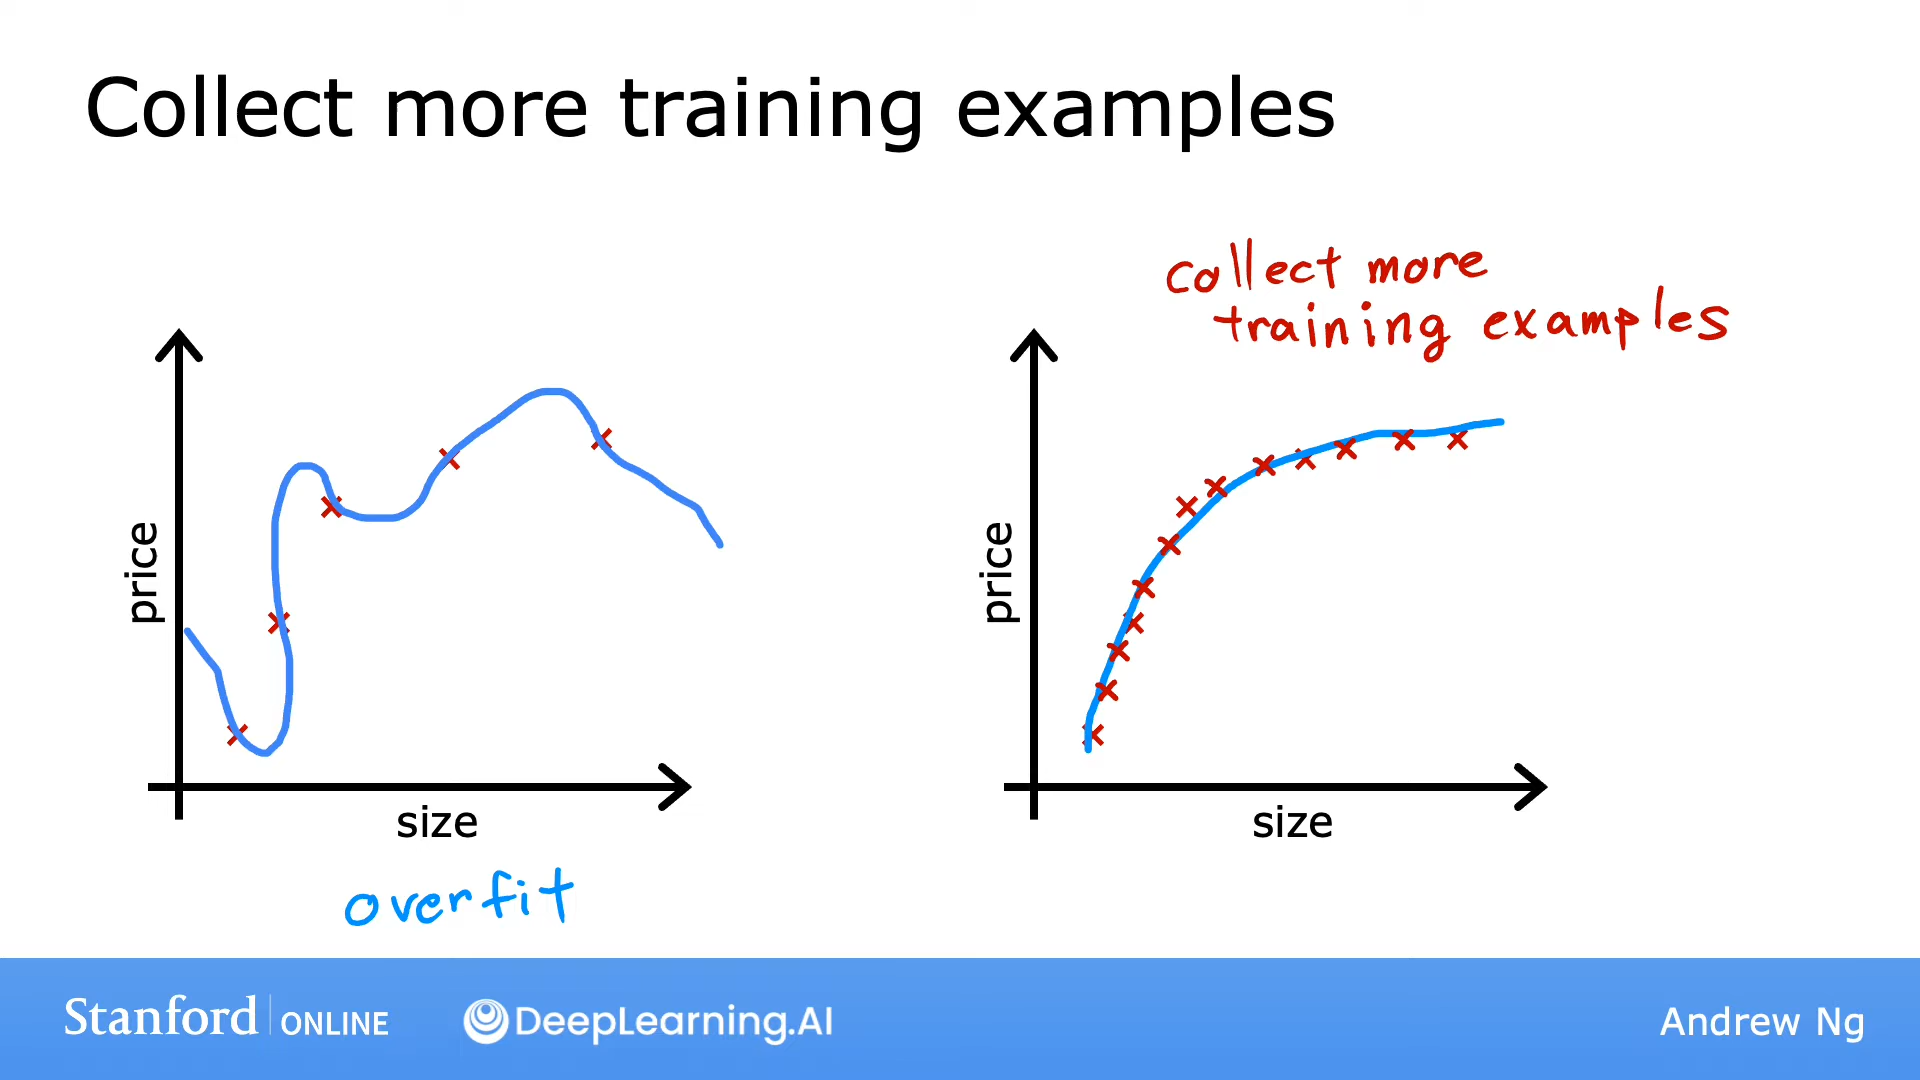 Collect more training examples
collect more
training examples
price
size
overfit
price
size
Stanford ONLINE
DeepLearning.AI
Andrew Ng